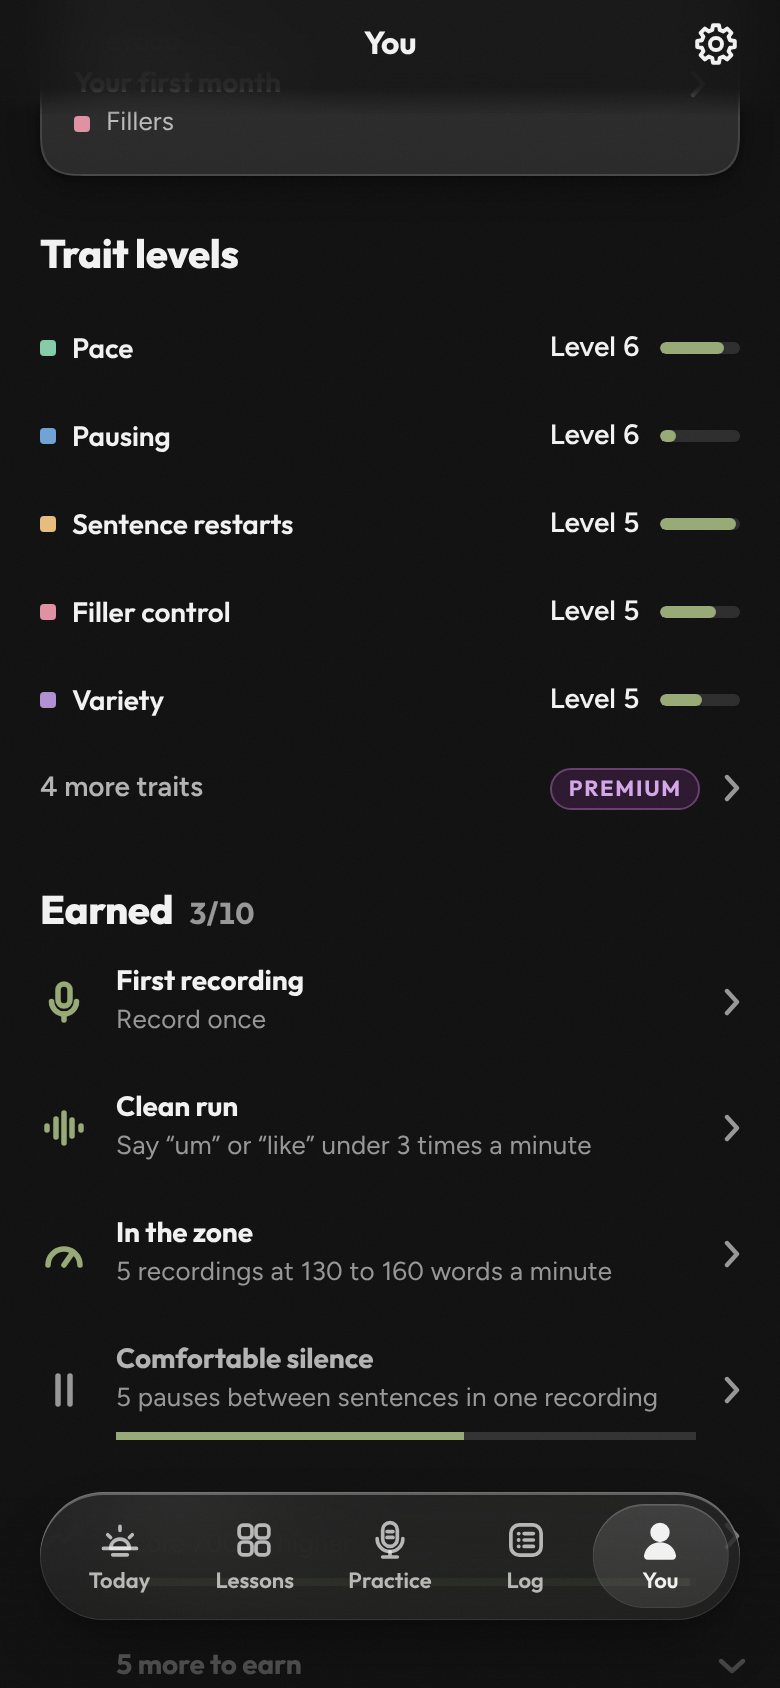 You
Your first month
Fillers
Trait levels
Pace
Level 6
Pausing
Level 6
Sentence restarts
Level 5
Filler control
Level 5
Variety
Level 5
4 more traits
PREMIUM
Earned 3/10
First recording
Record once
Clean run
Say “um” or “like” under 3 times a minute
In the zone
5 recordings at 130 to 160 words a minute
Comfortable silence
5 pauses between sentences in one recording
Today
Lessons
Practice
Log
You
5 more to earn